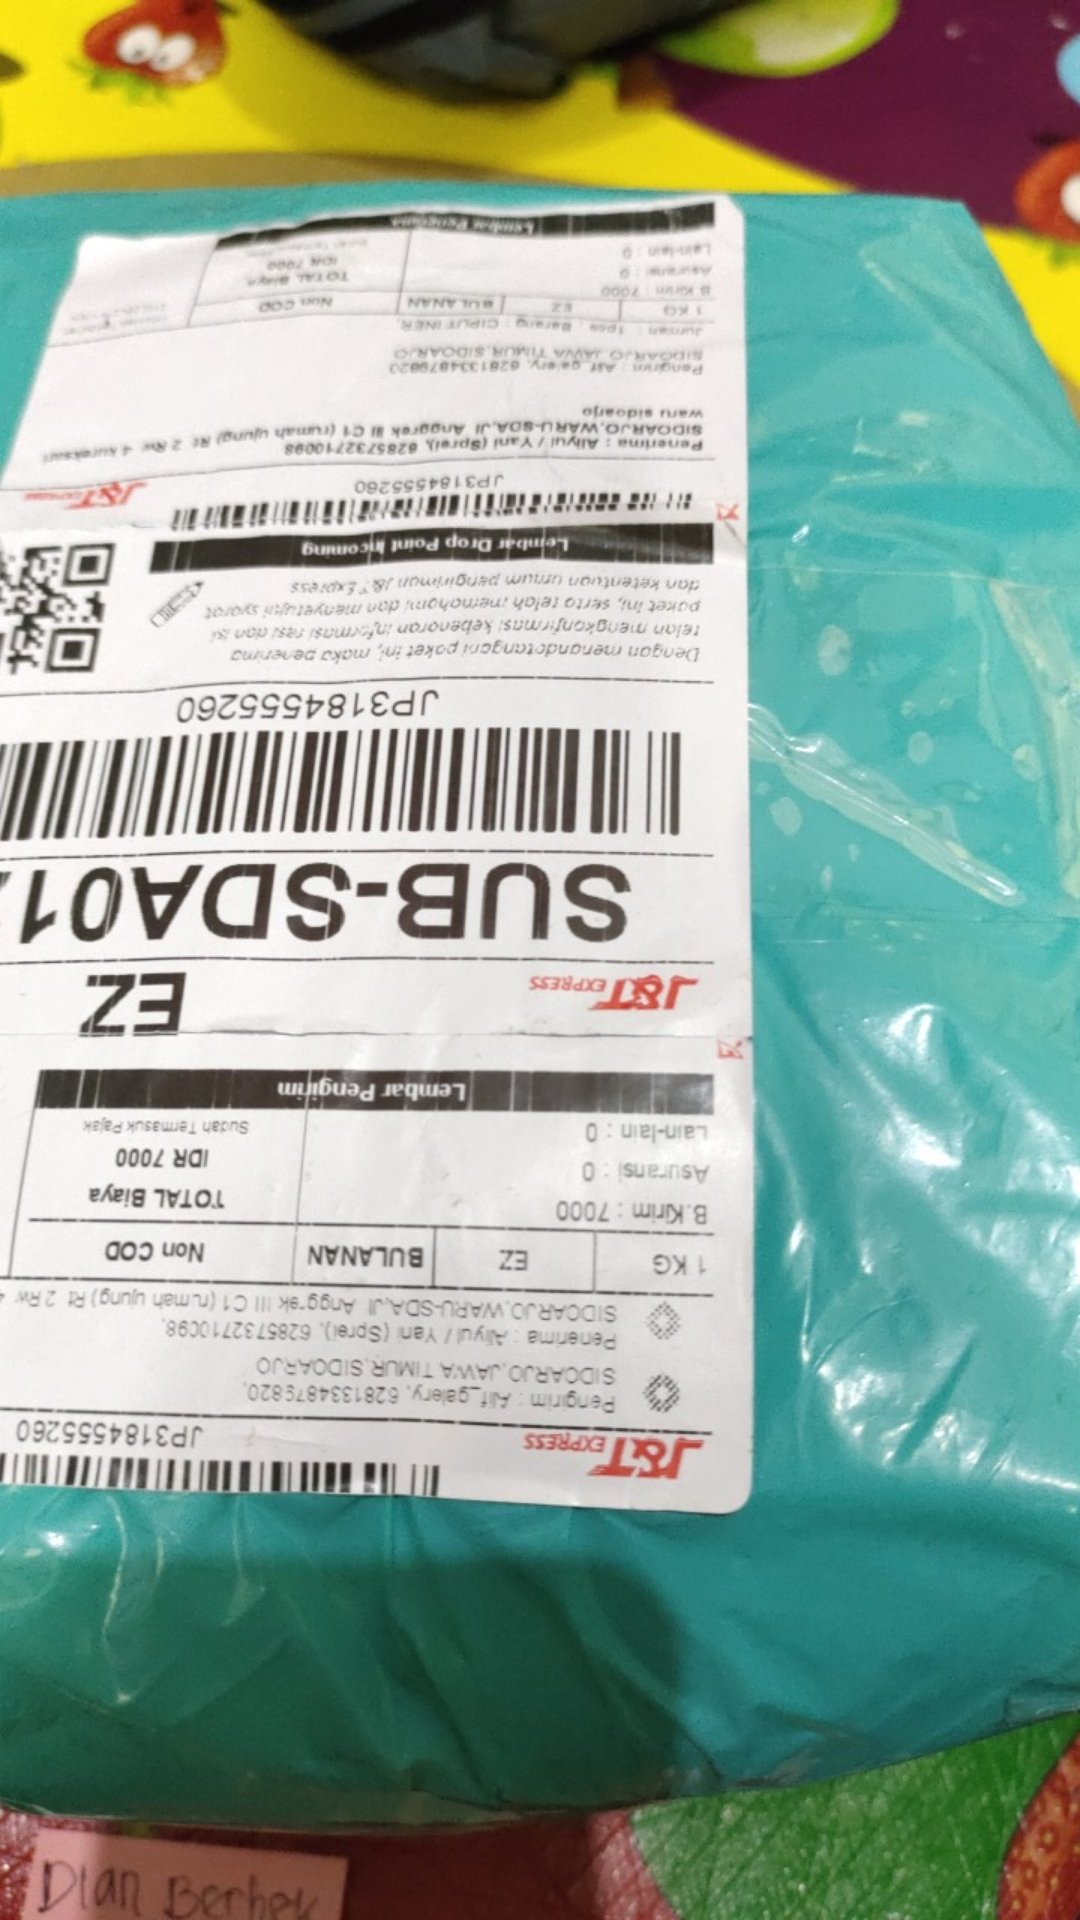 J&T EXPRESS
JP3184555260
Pengirim : Alif_galery, 6281334879820,
SIDOARJO,JAWA TIMUR,SIDOARJO
Penerima : Aliyul / Yani (Sprei), 6285732710098,
SIDOARJO,WARU-SDA,Jl Anggrek III C1 (rumah ujung) Rt 2 Rw 4
1 KG EZ BULANAN Non COD
B.Kirim : 7000
TOTAL Biaya
Asuransi : 0
IDR 7000
Lain-lain : 0
Sudah Termasuk Pajak
Lembar Pengirim
J&T EXPRESS
EZ
SUB-SDA01
JP3184555260
Dengan menandatangani paket ini, maka penerima
telah mengkonfirmasi kebenaran informasi resi dan isi
paket ini, serta telah memahami dan menyetujui syarat
dan ketentuan umum pengiriman J&T Express
Lembar Drop Point Incoming
JP3184555260
J&T EXPRESS
Penerima : Aliyul / Yani (Sprei), 6285732710098
SIDOARJO,WARU-SDA,Jl Anggrek III C1 (rumah ujung) Rt 2 Rw 4 kureksari
waru sidoarjo
Pengirim : Alif_galery, 6281334879820
SIDOARJO JAWA TIMUR,SIDOARJO
Jumlah : 1pcs , Barang : CIPUTINER,
1 KG EZ BULANAN Non COD
B.Kirim : 7000
TOTAL Biaya
Asuransi : 0
IDR 7000
Lain-lain : 0
Lembar Penerima
Dian Berhek